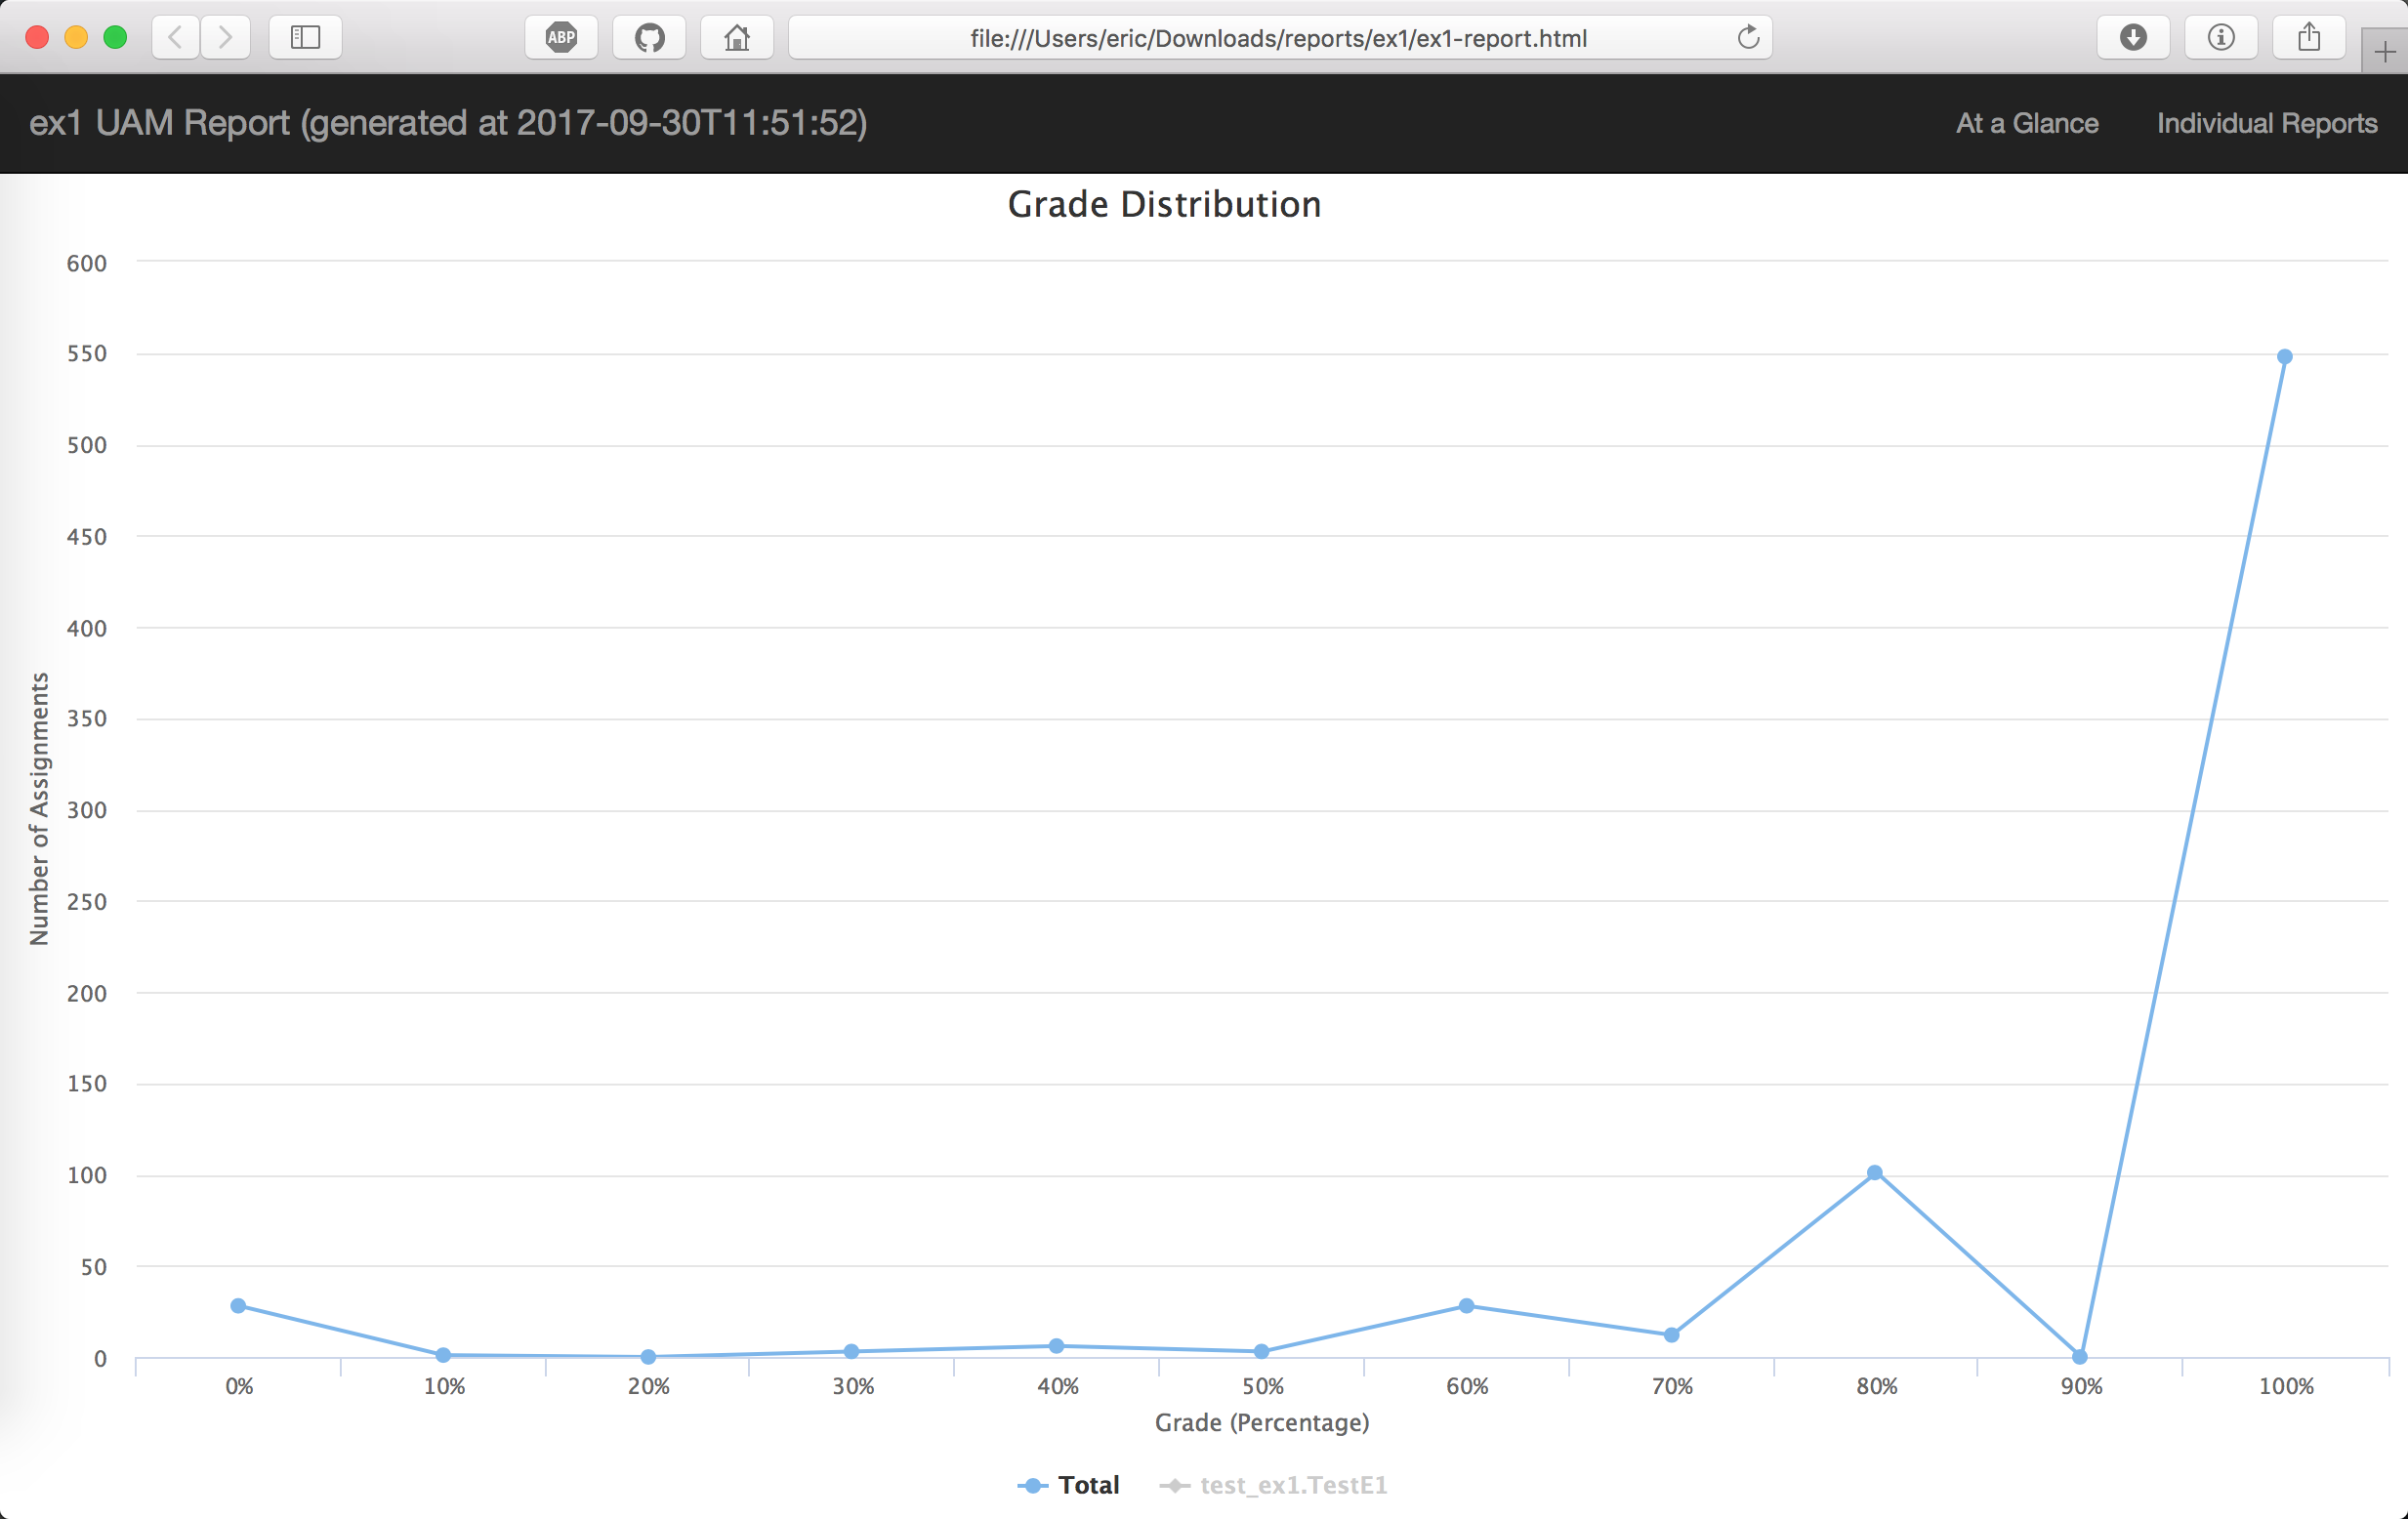 ABP
file:///Users/eric/Downloads/reports/ex1/ex1-report.html
ex1 UAM Report (generated at 2017-09-30T11:51:52)
At a Glance
Individual Reports
Grade Distribution
Number of Assignments
600
550
500
450
400
350
300
250
200
150
100
50
0
0% 10% 20% 30% 40% 50% 60% 70% 80% 90% 100%
Grade (Percentage)
Total test_ex1.TestE1